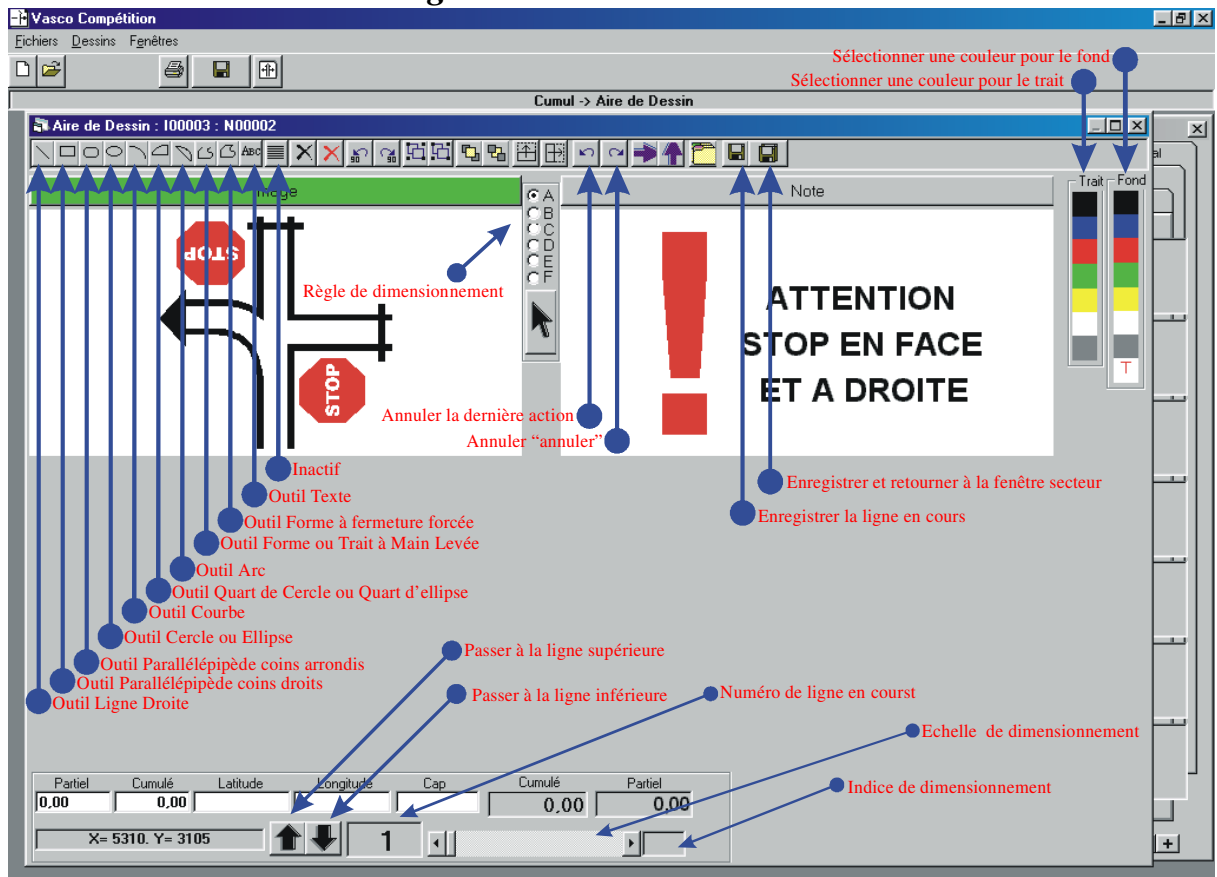 Vasco Compétition
Fichiers Dessins Fenêtres
Sélectionner une couleur pour le fond
Sélectionner une couleur pour le trait
Cumul -> Aire de Dessin
Aire de Dessin : I00003 : N00002
ABC
90
90
Image
Note
Trait
Fond
A
B
C
D
E
F
STOP
Règle de dimensionnement
STOP
ATTENTION
STOP EN FACE
ET A DROITE
T
Annuler la dernière action
Annuler “annuler”
Inactif
Enregistrer et retourner à la fenêtre secteur
Outil Texte
Enregistrer la ligne en cours
Outil Forme à fermeture forcée
Outil Forme ou Trait à Main Levée
Outil Arc
Outil Quart de Cercle ou Quart d’ellipse
Outil Courbe
Outil Cercle ou Ellipse
Passer à la ligne supérieure
Outil Parallélépipède coins arrondis
Outil Parallélépipède coins droits
Passer à la ligne inférieure
Numéro de ligne en courst
Outil Ligne Droite
Echelle de dimensionnement
Indice de dimensionnement
Partiel Cumulé Latitude Longitude Cap Cumulé Partiel
0,00 0,00 0,00 0,00
X= 5310. Y= 3105
1